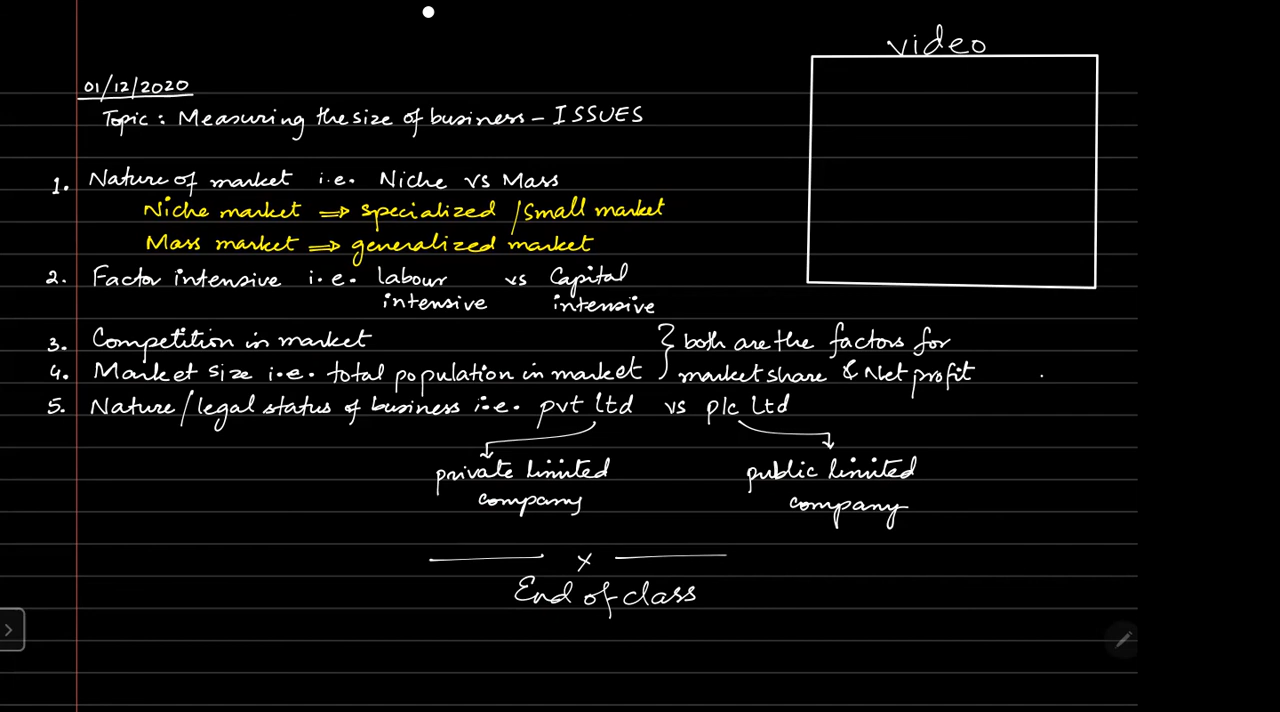 video
01/12/2020
Topic: Measuring the size of business - ISSUES
1. Nature of market i.e. Niche vs Mass
Niche market ⇒ specialized / small market
Mass market ⇒ generalized market
2. Factor intensive i.e. labour intensive vs Capital intensive
3. Competition in market
4. Market size i.e. total population in market
} both are the factors for
market share & Net profit
5. Nature / legal status of business i.e. pvt ltd vs plc Ltd
private limited company
public limited company
x
End of class